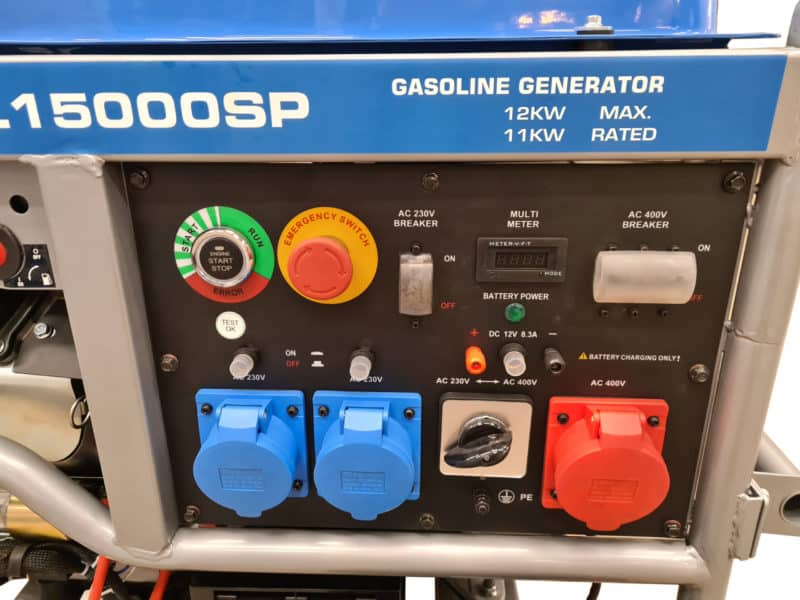 L15000SP
GASOLINE GENERATOR
12KW MAX.
11KW RATED
START
RUN
ERROR
ENGINE
START
STOP
EMERGENCY SWITCH
AC 230V
BREAKER
ON
OFF
MULTI
METER
METER-V.F.T
MODE
BATTERY POWER
AC 400V
BREAKER
ON
OFF
TEST
OK
ON
OFF
+ DC 12V 8.3A −
⚠ BATTERY CHARGING ONLY!
AC 230V
AC 230V
AC 230V ↔ AC 400V
AC 400V
PE
OFF